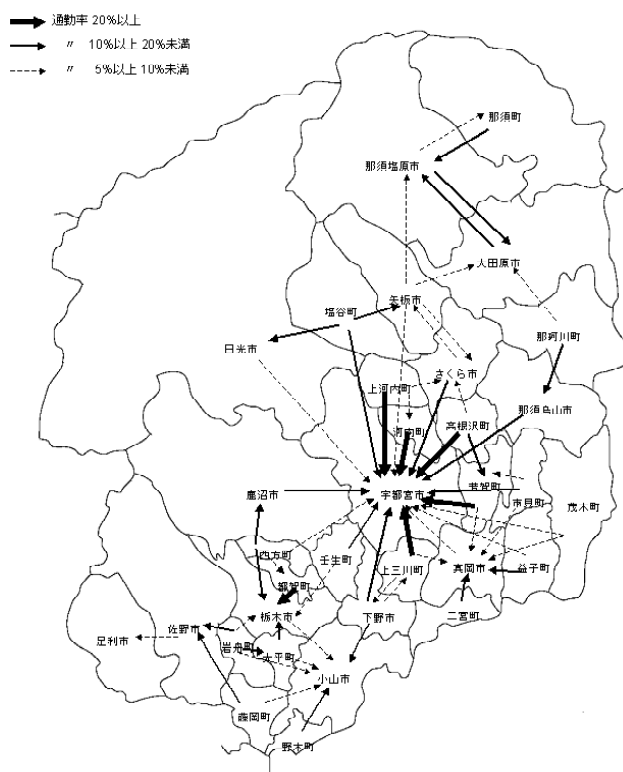 通勤率 20%以上
〃 10%以上 20%未満
〃 5%以上 10%未満
那須町
那須塩原市
大田原市
矢板市
塩谷町
日光市
那珂川町
さくら市
上河内町
那須烏山市
河内町
高根沢町
芳賀町
宇都宮市
鹿沼市
市貝町
茂木町
西方町
壬生町
上三川町
真岡市
益子町
都賀町
栃木市
下野市
二宮町
足利市
佐野市
岩舟町
大平町
小山市
藤岡町
野木町